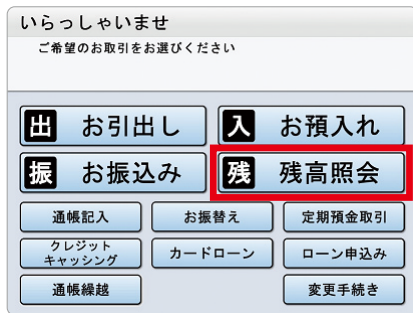 いらっしゃいませ
ご希望のお取引をお選びください
出 お引出し
入 お預入れ
振 お振込み
残 残高照会
通帳記入
お振替え
定期預金取引
クレジット
キャッシング
カードローン
ローン申込み
通帳繰越
変更手続き